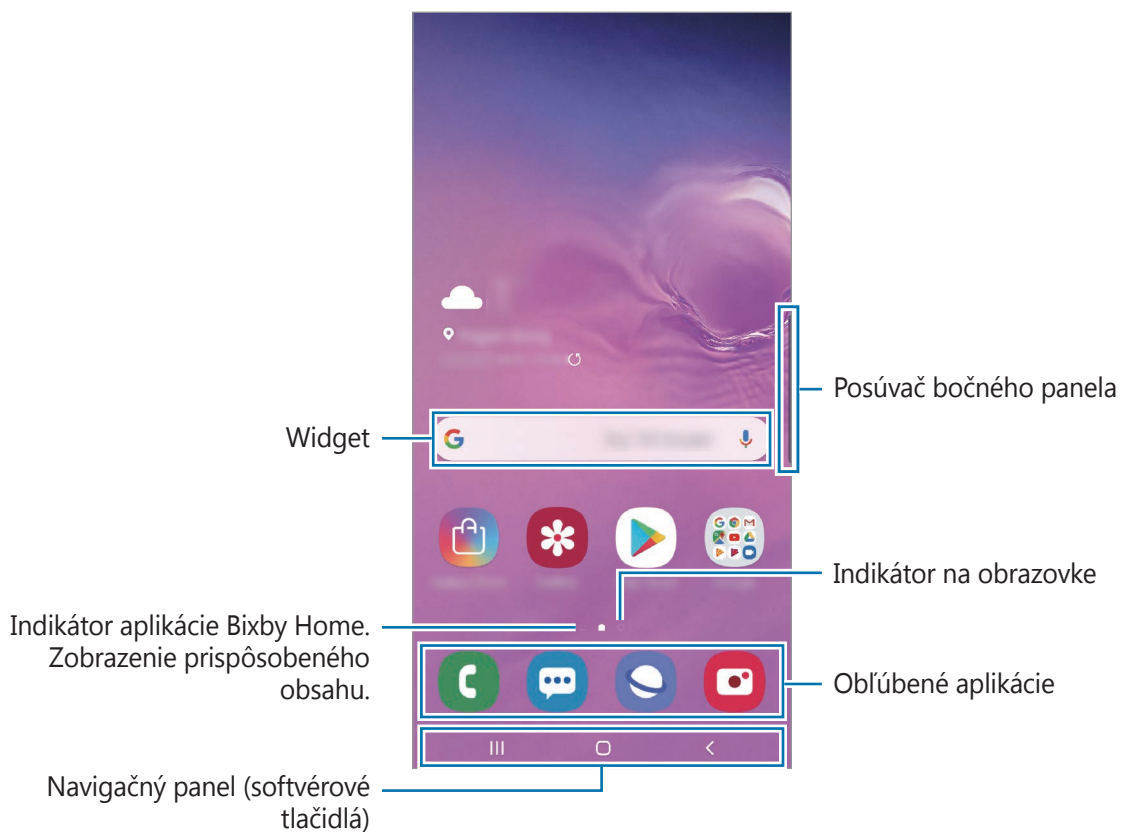 Posúvač bočného panela
Widget
Indikátor na obrazovke
Indikátor aplikácie Bixby Home.
Zobrazenie prispôsobeného
obsahu.
Obľúbené aplikácie
Navigačný panel (softvérové
tlačidlá)